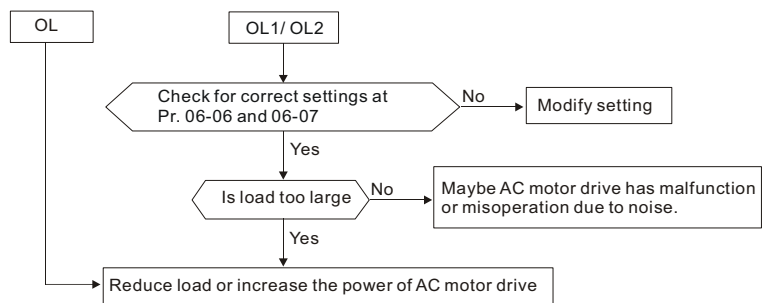 OL
OL1/ OL2
Check for correct settings at
Pr. 06-06 and 06-07
No
Modify setting
Yes
Is load too large
No
Maybe AC motor drive has malfunction
or misoperation due to noise.
Yes
Reduce load or increase the power of AC motor drive